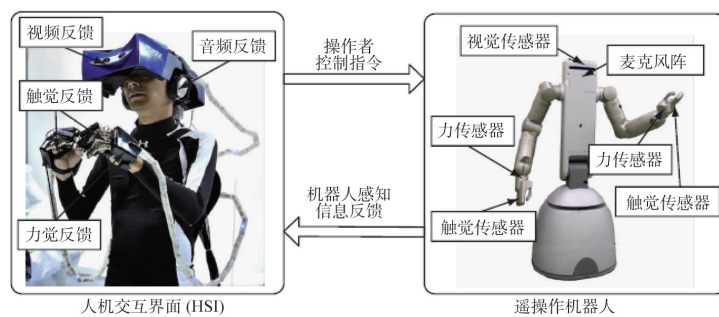 视频反馈
音频反馈
触觉反馈
力觉反馈
人机交互界面 (HSI)
操作者
控制指令
机器人感知
信息反馈
视觉传感器
麦克风阵
力传感器
力传感器
触觉传感器
触觉传感器
遥操作机器人